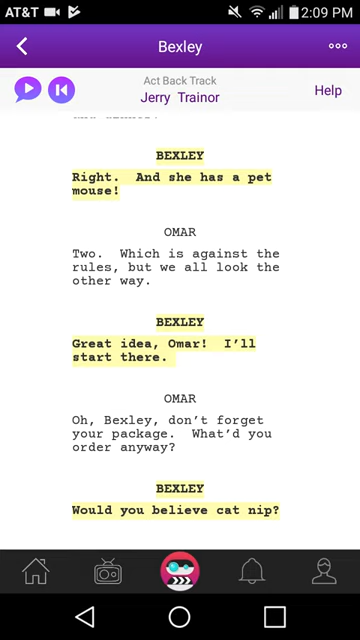 AT&T
2:09 PM
Bexley
Act Back Track
Jerry Trainor
Help
BEXLEY
Right. And she has a pet
mouse!
OMAR
Two. Which is against the
rules, but we all look the
other way.
BEXLEY
Great idea, Omar! I'll
start there.
OMAR
Oh, Bexley, don't forget
your package. What'd you
order anyway?
BEXLEY
Would you believe cat nip?